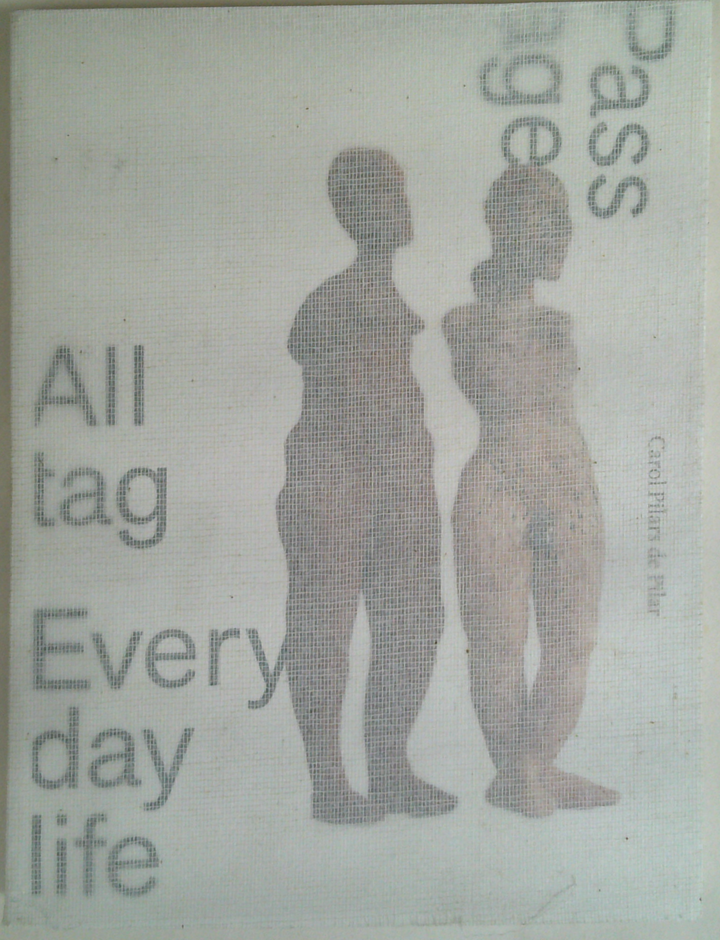 Pass
age
Carol Pilars de Pilar
All
tag
Every
day
life